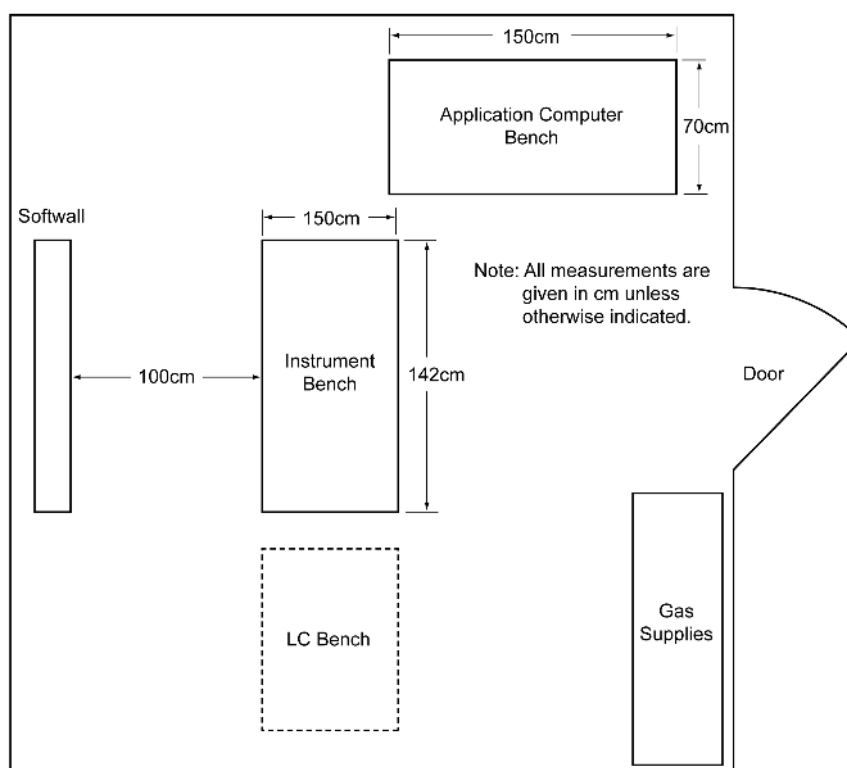 150cm
Application Computer
Bench
70cm
Softwall
150cm
Note: All measurements are
given in cm unless
otherwise indicated.
Instrument
Bench
100cm
142cm
Door
LC Bench
Gas
Supplies